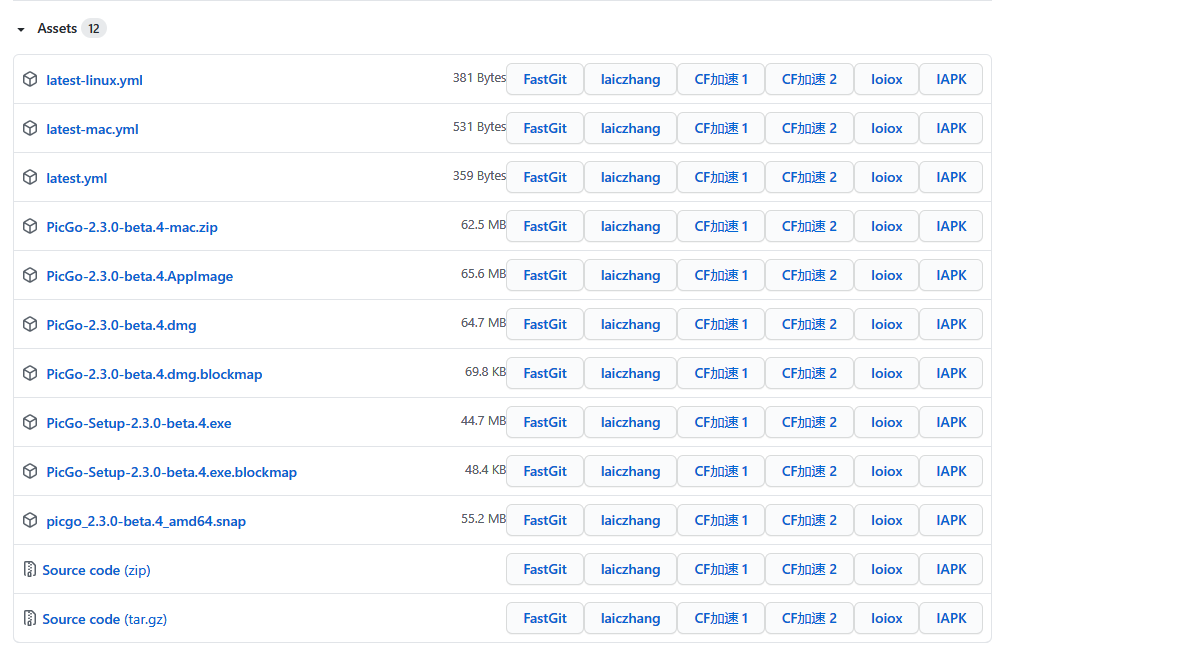 Assets 12
latest-linux.yml 381 Bytes FastGit laiczhang CF加速 1 CF加速 2 loiox IAPK
latest-mac.yml 531 Bytes FastGit laiczhang CF加速 1 CF加速 2 loiox IAPK
latest.yml 359 Bytes FastGit laiczhang CF加速 1 CF加速 2 loiox IAPK
PicGo-2.3.0-beta.4-mac.zip 62.5 MB FastGit laiczhang CF加速 1 CF加速 2 loiox IAPK
PicGo-2.3.0-beta.4.AppImage 65.6 MB FastGit laiczhang CF加速 1 CF加速 2 loiox IAPK
PicGo-2.3.0-beta.4.dmg 64.7 MB FastGit laiczhang CF加速 1 CF加速 2 loiox IAPK
PicGo-2.3.0-beta.4.dmg.blockmap 69.8 KB FastGit laiczhang CF加速 1 CF加速 2 loiox IAPK
PicGo-Setup-2.3.0-beta.4.exe 44.7 MB FastGit laiczhang CF加速 1 CF加速 2 loiox IAPK
PicGo-Setup-2.3.0-beta.4.exe.blockmap 48.4 KB FastGit laiczhang CF加速 1 CF加速 2 loiox IAPK
picgo_2.3.0-beta.4_amd64.snap 55.2 MB FastGit laiczhang CF加速 1 CF加速 2 loiox IAPK
Source code (zip) FastGit laiczhang CF加速 1 CF加速 2 loiox IAPK
Source code (tar.gz) FastGit laiczhang CF加速 1 CF加速 2 loiox IAPK